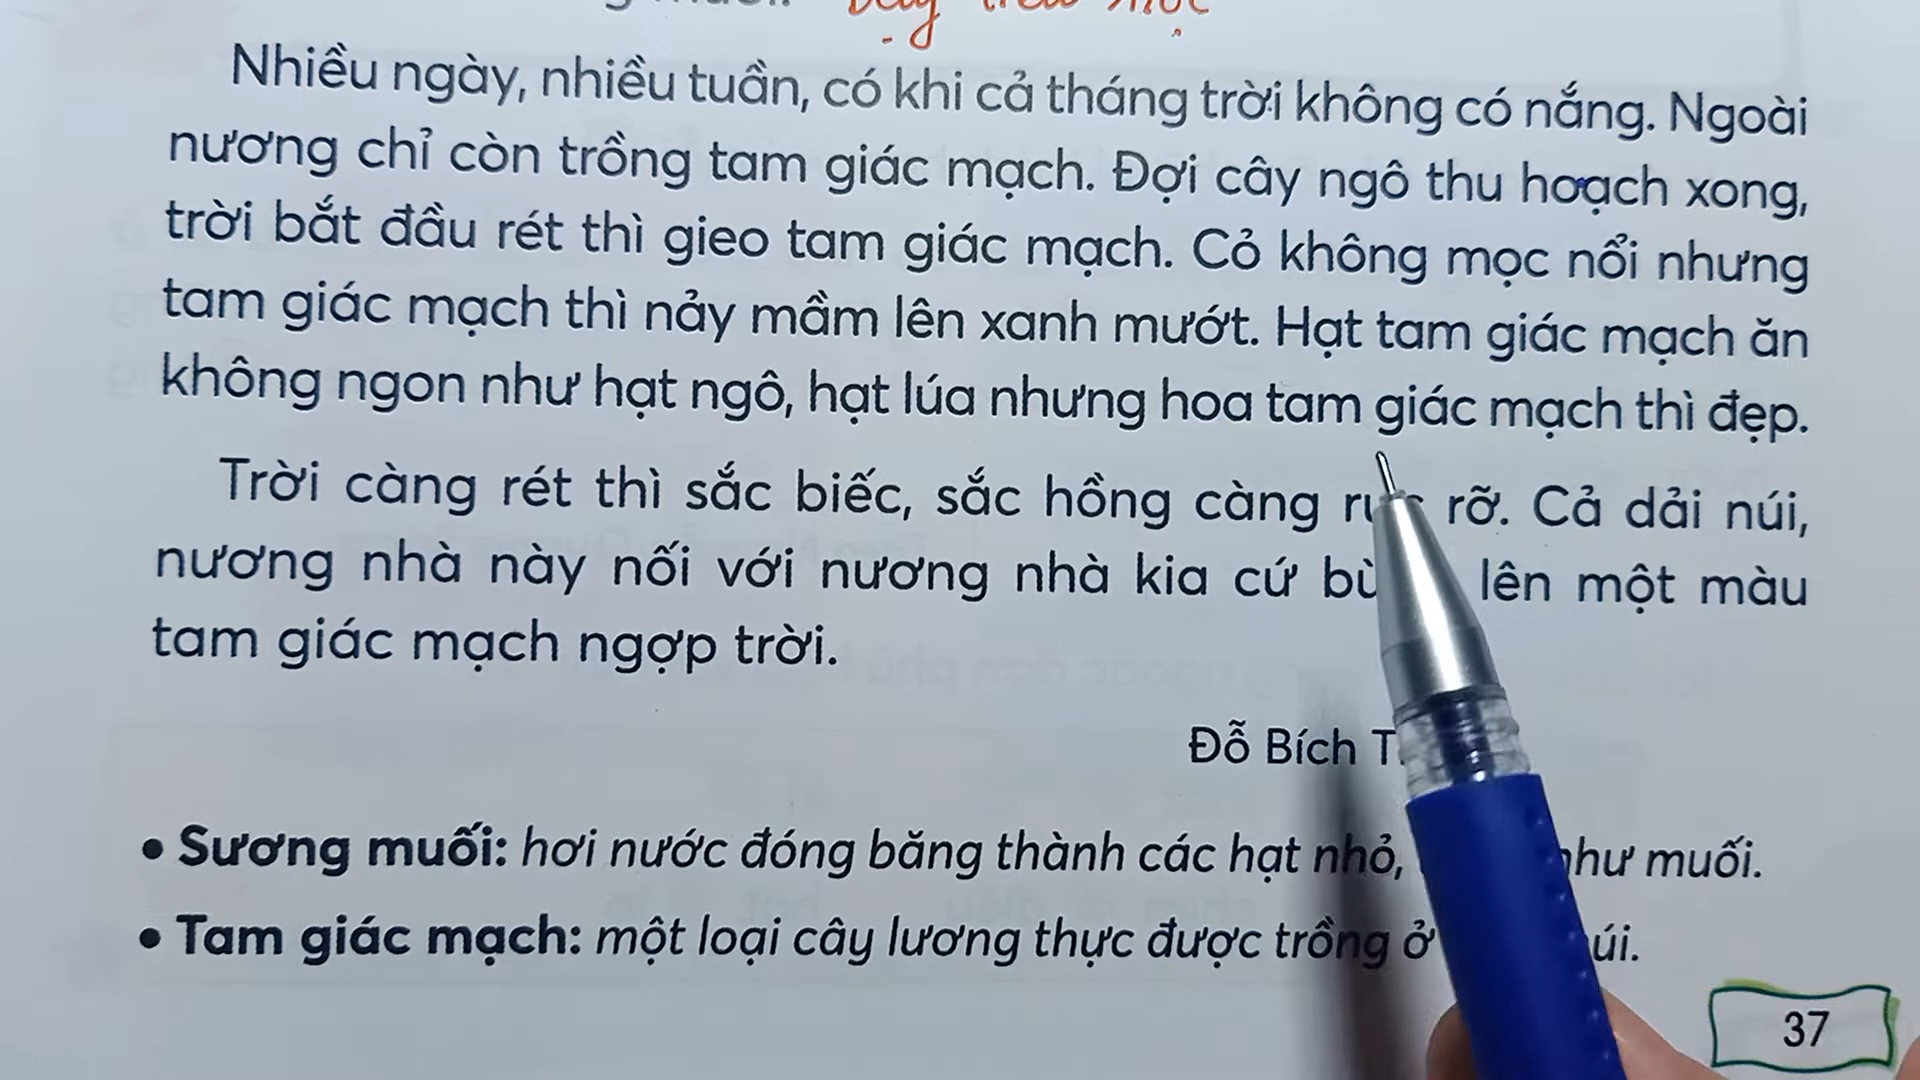 Nhiều ngày, nhiều tuần, có khi cả tháng trời không có nắng. Ngoài
nương chỉ còn trồng tam giác mạch. Đợi cây ngô thu hoạch xong,
trời bắt đầu rét thì gieo tam giác mạch. Cỏ không mọc nổi nhưng
tam giác mạch thì nảy mầm lên xanh mướt. Hạt tam giác mạch ăn
không ngon như hạt ngô, hạt lúa nhưng hoa tam giác mạch thì đẹp.
Trời càng rét thì sắc biếc, sắc hồng càng rỡ. Cả dải núi,
nương nhà này nối với nương nhà kia cứ lên một màu
tam giác mạch ngợp trời.
Đỗ Bích
• Sương muối: hơi nước đóng băng thành các hạt nhỏ, như muối.
• Tam giác mạch: một loại cây lương thực được trồng ở
37